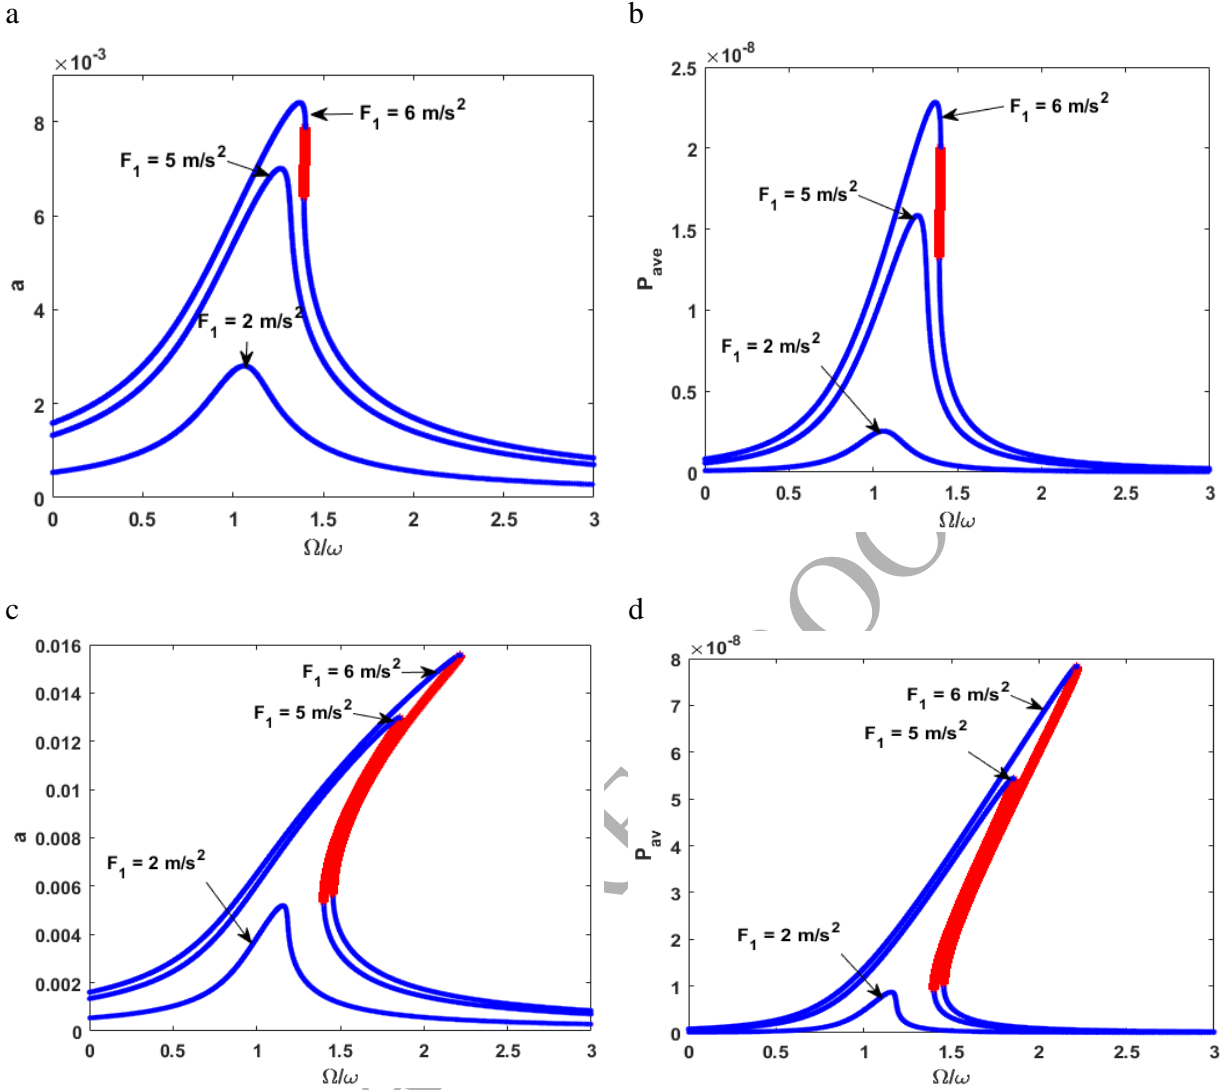 a
×10⁻³
F₁ = 6 m/s²
F₁ = 5 m/s²
F₁ = 2 m/s²
a
8
6
4
2
0
0 0.5 1 1.5 2 2.5 3
Ω/ω
b
×10⁻⁸
F₁ = 6 m/s²
F₁ = 5 m/s²
F₁ = 2 m/s²
P_ave
2.5
2
1.5
1
0.5
0
0 0.5 1 1.5 2 2.5 3
Ω/ω
c
F₁ = 6 m/s²
F₁ = 5 m/s²
F₁ = 2 m/s²
a
0.016
0.014
0.012
0.01
0.008
0.006
0.004
0.002
0
0 0.5 1 1.5 2 2.5 3
Ω/ω
d
×10⁻⁸
F₁ = 6 m/s²
F₁ = 5 m/s²
F₁ = 2 m/s²
P_av
8
7
6
5
4
3
2
1
0
0 0.5 1 1.5 2 2.5 3
Ω/ω